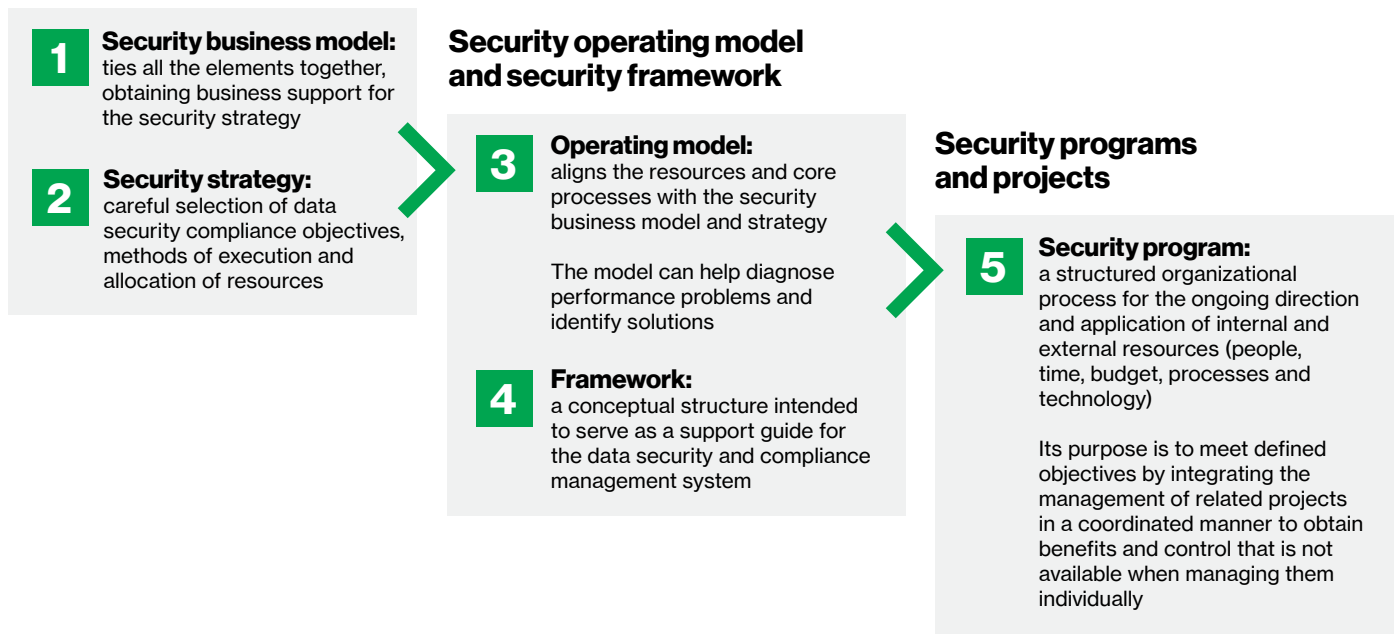 1
Security business model:
ties all the elements together,
obtaining business support for
the security strategy
2
Security strategy:
careful selection of data
security compliance objectives,
methods of execution and
allocation of resources
Security operating model
and security framework
3
Operating model:
aligns the resources and core
processes with the security
business model and strategy
The model can help diagnose
performance problems and
identify solutions
4
Framework:
a conceptual structure intended
to serve as a support guide for
the data security and compliance
management system
Security programs
and projects
5
Security program:
a structured organizational
process for the ongoing direction
and application of internal and
external resources (people,
time, budget, processes and
technology)
Its purpose is to meet defined
objectives by integrating the
management of related projects
in a coordinated manner to obtain
benefits and control that is not
available when managing them
individually